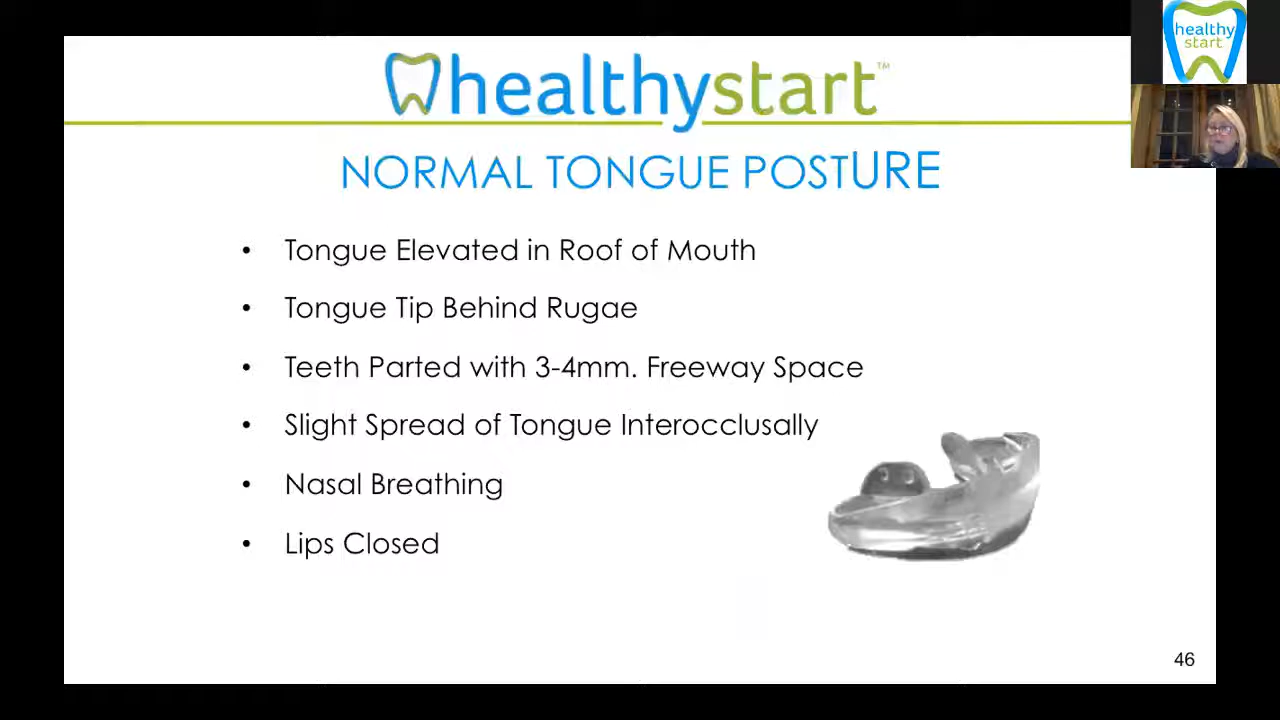 healthystart™
healthy
start
NORMAL TONGUE POSTURE
• Tongue Elevated in Roof of Mouth
• Tongue Tip Behind Rugae
• Teeth Parted with 3-4mm. Freeway Space
• Slight Spread of Tongue Interocclusally
• Nasal Breathing
• Lips Closed
46